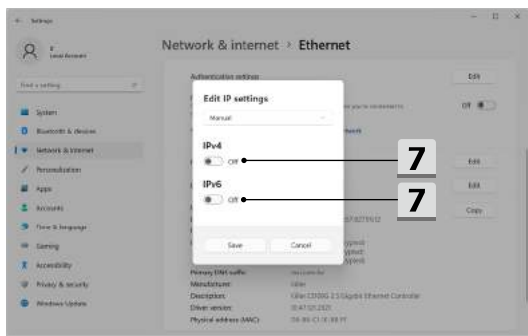 Settings
Local Account
Find a setting
System
Bluetooth & devices
Network & internet
Personalization
Apps
Accounts
Time & language
Gaming
Accessibility
Privacy & security
Windows Update
Network & internet > Ethernet
Authentication settings
Edit
Off
Edit IP settings
Manual
IPv4
Off
7
IPv6
Off
7
Save
Cancel
Edit
Edit
Copy
Primary DNS suffix:
Manufacturer:
Description:
Driver version:
Physical address (MAC):